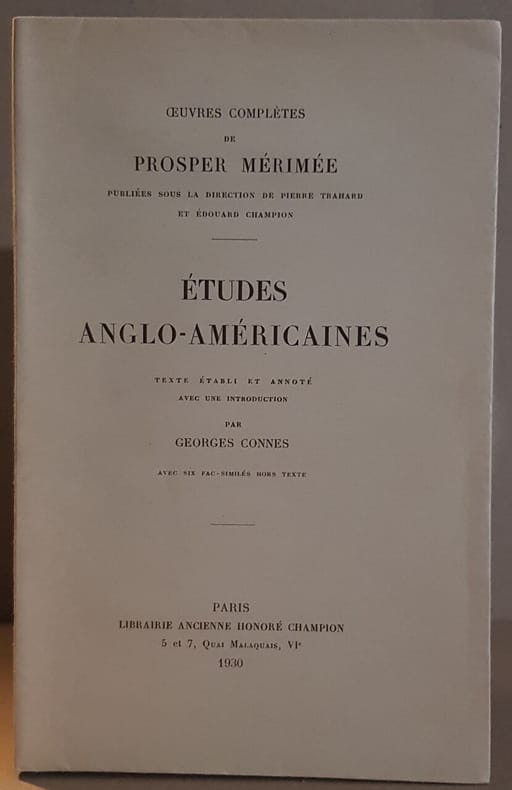 ŒUVRES COMPLÈTES
DE
PROSPER MÉRIMÉE
PUBLIÉES SOUS LA DIRECTION DE PIERRE TRAHARD
ET ÉDOUARD CHAMPION
ÉTUDES
ANGLO-AMÉRICAINES
TEXTE ÉTABLI ET ANNOTÉ
AVEC UNE INTRODUCTION
PAR
GEORGES CONNES
AVEC SIX FAC-SIMILÉS HORS TEXTE
PARIS
LIBRAIRIE ANCIENNE HONORÉ CHAMPION
5 et 7, Quai Malaquais, VIᵉ
1930